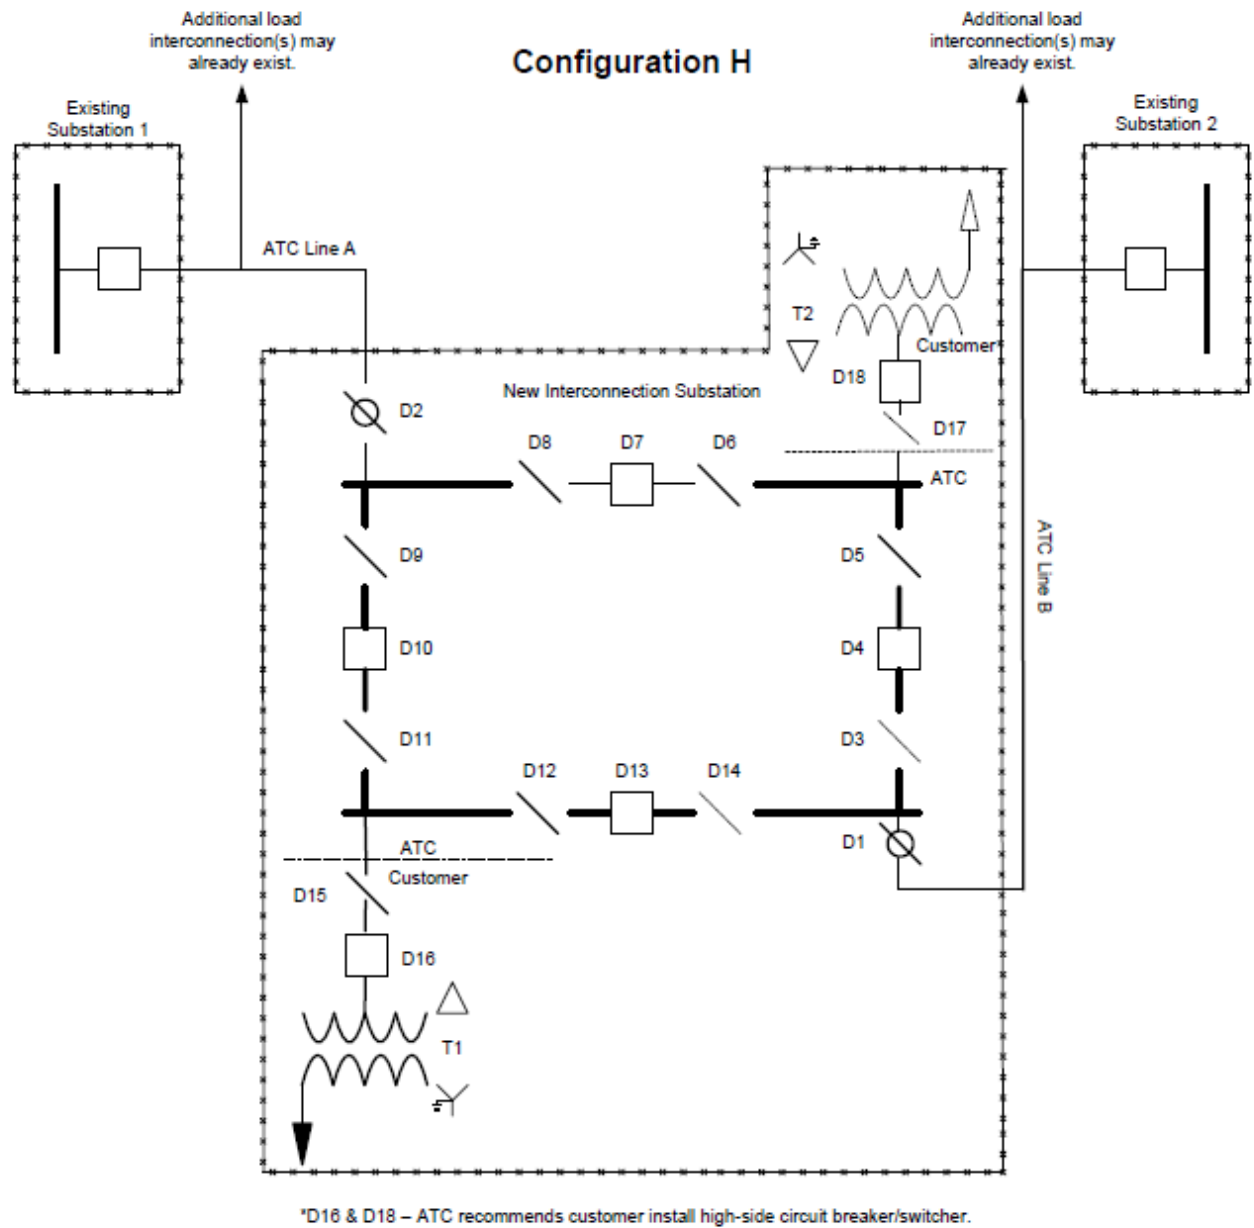 Additional load
interconnection(s) may
already exist.
Configuration H
Additional load
interconnection(s) may
already exist.
Existing
Substation 1
Existing
Substation 2
ATC Line A
T2
Customer
D18
New Interconnection Substation
D2
D17
D8
D7
D6
ATC
D9
D5
ATC Line B
D10
D4
D11
D3
D12
D13
D14
D1
ATC
Customer
D15
D16
T1
"D16 & D18 – ATC recommends customer install high-side circuit breaker/switcher.